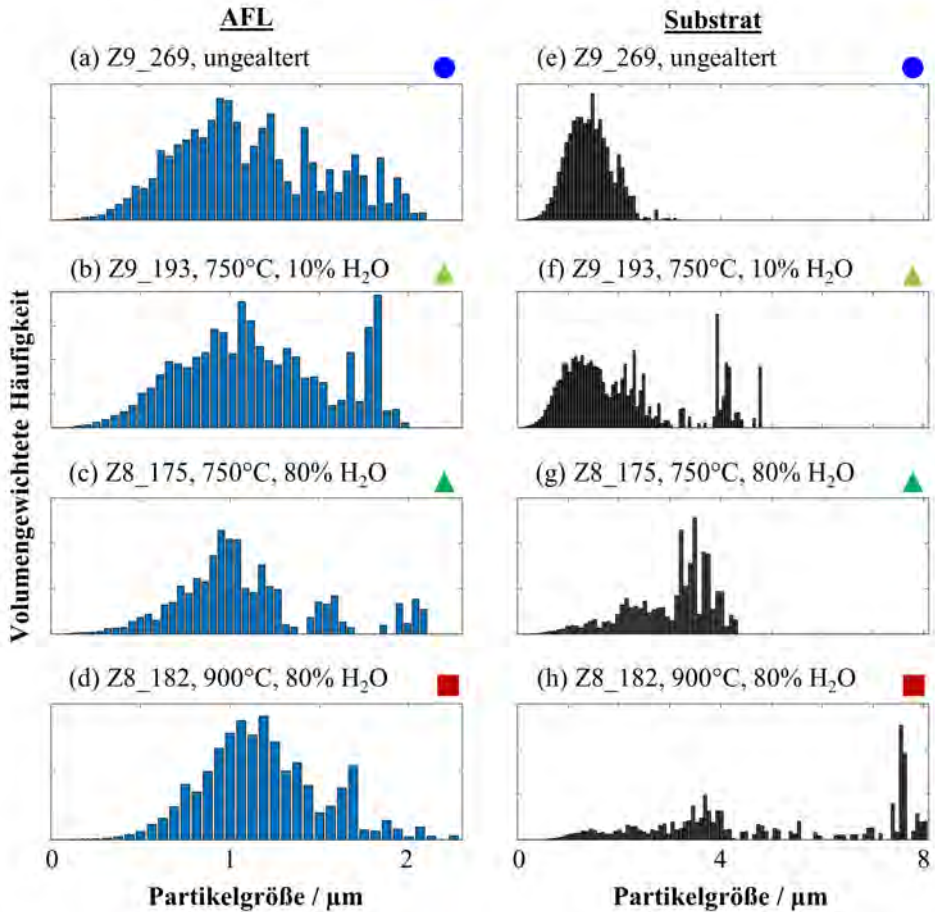 AFL
Substrat
(a) Z9_269, ungealtert
(e) Z9_269, ungealtert
(b) Z9_193, 750°C, 10% H₂O
(f) Z9_193, 750°C, 10% H₂O
(c) Z8_175, 750°C, 80% H₂O
(g) Z8_175, 750°C, 80% H₂O
(d) Z8_182, 900°C, 80% H₂O
(h) Z8_182, 900°C, 80% H₂O
Volumengewichtete Häufigkeit
0 1 2
0 4 8
Partikelgröße / µm
Partikelgröße / µm